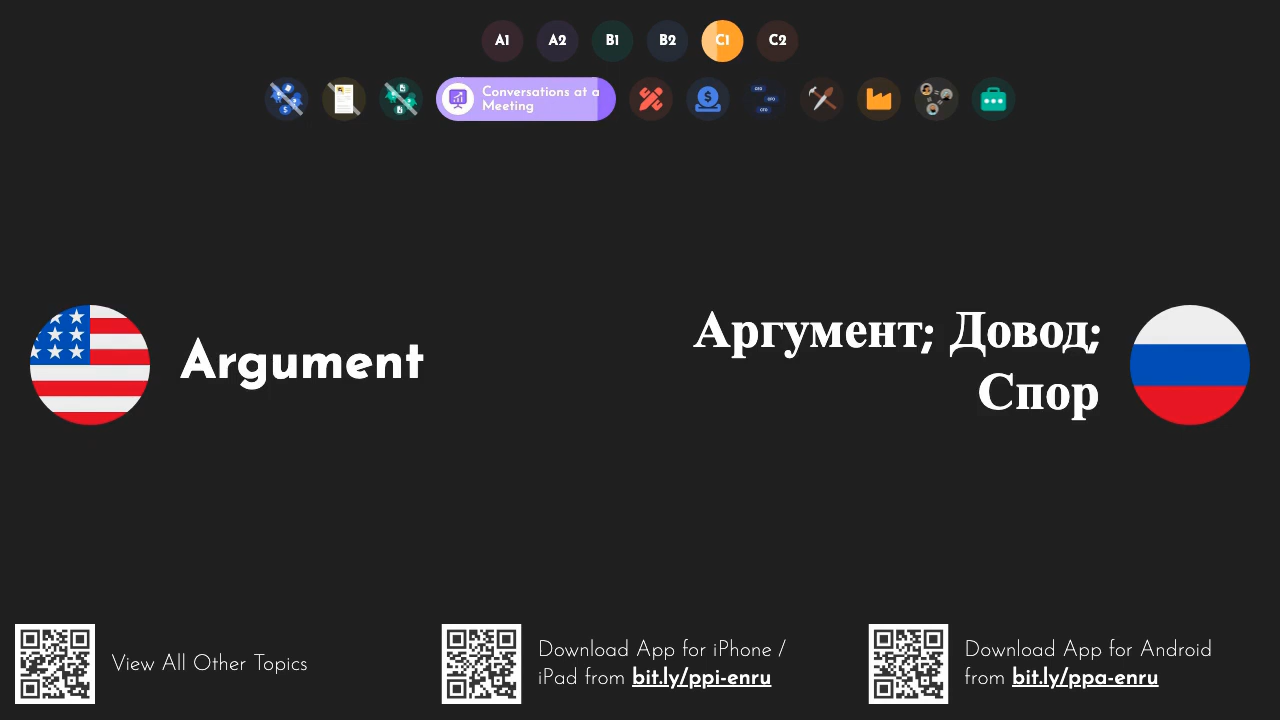 A1 A2 B1 B2 C1 C2
Conversations at a
Meeting
Argument
Аргумент; Довод;
Спор
View All Other Topics
Download App for iPhone /
iPad from bit.ly/ppi-enru
Download App for Android
from bit.ly/ppa-enru